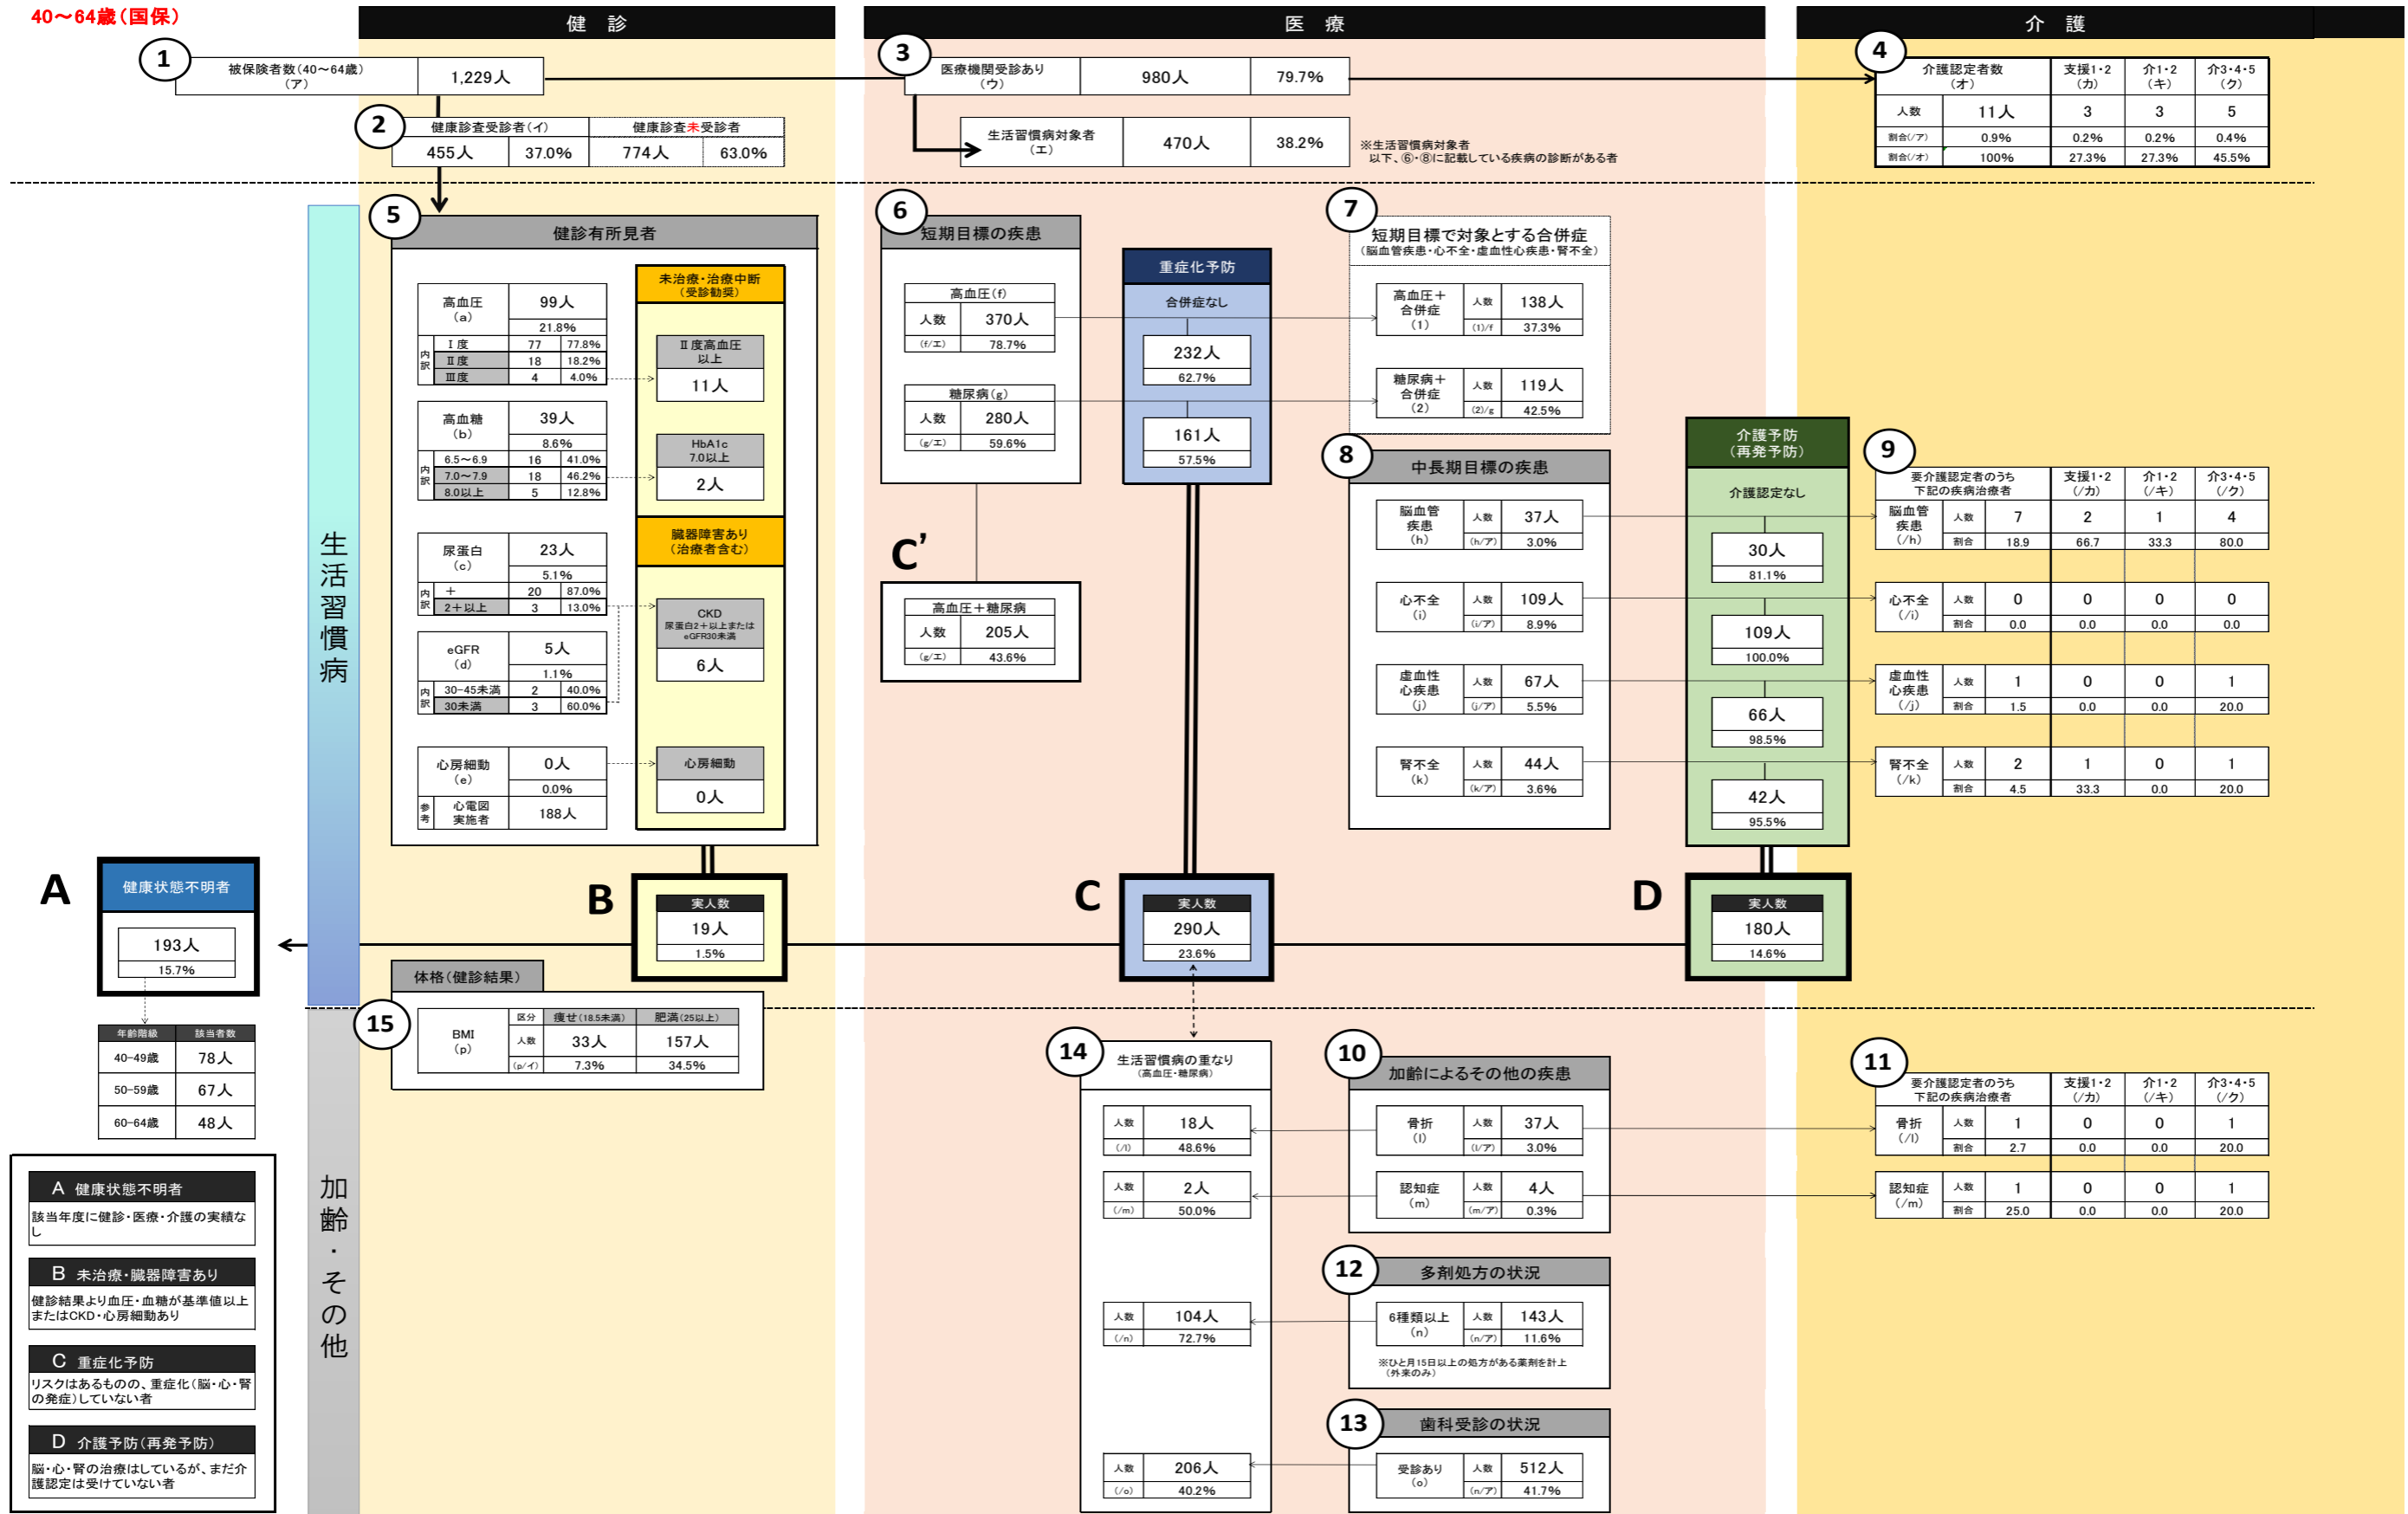 40～64歳（国保）
健 診
医 療
介 護
1
被保険者数（40～64歳）
（ア）
1,229人
2
健康診査受診者（イ）
健康診査未受診者
455人
37.0%
774人
63.0%
3
医療機関受診あり
（ウ）
980人
79.7%
生活習慣病対象者
（エ）
470人
38.2%
※生活習慣病対象者
以下、⑥・⑧に記載している疾病の診断がある者
4
介護認定者数
（オ）
支援1・2
（カ）
介1・2
（キ）
介3・4・5
（ク）
人数
11人
3
3
5
割合（/ア）
0.9%
0.2%
0.2%
0.4%
割合（/オ）
100%
27.3%
27.3%
45.5%
生活習慣病
5
健診有所見者
高血圧
（a）
99人
21.8%
内訳
Ⅰ度
77
77.8%
Ⅱ度
18
18.2%
Ⅲ度
4
4.0%
高血糖
（b）
39人
8.6%
内訳
6.5～6.9
16
41.0%
7.0～7.9
18
46.2%
8.0以上
5
12.8%
尿蛋白
（c）
23人
5.1%
内訳
＋
20
87.0%
2＋以上
3
13.0%
eGFR
（d）
5人
1.1%
内訳
30-45未満
2
40.0%
30未満
3
60.0%
心房細動
（e）
0人
0.0%
参考
心電図
実施者
188人
未治療・治療中断
（受診勧奨）
Ⅱ度高血圧
以上
11人
HbA1c
7.0以上
2人
臓器障害あり
（治療者含む）
CKD
尿蛋白2＋以上または
eGFR30未満
6人
心房細動
0人
6
短期目標の疾患
高血圧（f）
人数
370人
（f/エ）
78.7%
糖尿病（g）
人数
280人
（g/エ）
59.6%
C’
高血圧＋糖尿病
人数
205人
（g/エ）
43.6%
重症化予防
合併症なし
232人
62.7%
161人
57.5%
7
短期目標で対象とする合併症
（脳血管疾患・心不全・虚血性心疾患・腎不全）
高血圧＋
合併症
（1）
人数
138人
（1）/f
37.3%
糖尿病＋
合併症
（2）
人数
119人
（2）/g
42.5%
8
中長期目標の疾患
脳血管
疾患
（h）
人数
37人
（h/ア）
3.0%
心不全
（i）
人数
109人
（i/ア）
8.9%
虚血性
心疾患
（j）
人数
67人
（j/ア）
5.5%
腎不全
（k）
人数
44人
（k/ア）
3.6%
介護予防
（再発予防）
介護認定なし
30人
81.1%
109人
100.0%
66人
98.5%
42人
95.5%
9
要介護認定者のうち
下記の疾病治療者
支援1・2
（/カ）
介1・2
（/キ）
介3・4・5
（/ク）
脳血管
疾患
（/h）
人数
7
2
1
4
割合
18.9
66.7
33.3
80.0
心不全
（/i）
人数
0
0
0
0
割合
0.0
0.0
0.0
0.0
虚血性
心疾患
（/j）
人数
1
0
0
1
割合
1.5
0.0
0.0
20.0
腎不全
（/k）
人数
2
1
0
1
割合
4.5
33.3
0.0
20.0
A
健康状態不明者
193人
15.7%
B
実人数
19人
1.5%
C
実人数
290人
23.6%
D
実人数
180人
14.6%
年齢階級
該当者数
40-49歳
78人
50-59歳
67人
60-64歳
48人
A 健康状態不明者
該当年度に健診・医療・介護の実績な
し
B 未治療・臓器障害あり
健診結果より血圧・血糖が基準値以上
またはCKD・心房細動あり
C 重症化予防
リスクはあるものの、重症化（脳・心・腎
の発症）していない者
D 介護予防（再発予防）
脳・心・腎の治療はしているが、まだ介
護認定は受けていない者
加齢・その他
体格（健診結果）
15
BMI
（p）
区分
痩せ（18.5未満）
肥満（25以上）
人数
33人
157人
（p/イ）
7.3%
34.5%
14
生活習慣病の重なり
（高血圧・糖尿病）
人数
18人
（/l）
48.6%
人数
2人
（/m）
50.0%
人数
104人
（/n）
72.7%
人数
206人
（/o）
40.2%
10
加齢によるその他の疾患
骨折
（l）
人数
37人
（l/ア）
3.0%
認知症
（m）
人数
4人
（m/ア）
0.3%
12
多剤処方の状況
6種類以上
（n）
人数
143人
（n/ア）
11.6%
※ひと月15日以上の処方がある薬剤を計上
（外来のみ）
13
歯科受診の状況
受診あり
（o）
人数
512人
（n/ア）
41.7%
11
要介護認定者のうち
下記の疾病治療者
支援1・2
（/カ）
介1・2
（/キ）
介3・4・5
（/ク）
骨折
（/l）
人数
1
0
0
1
割合
2.7
0.0
0.0
20.0
認知症
（/m）
人数
1
0
0
1
割合
25.0
0.0
0.0
20.0